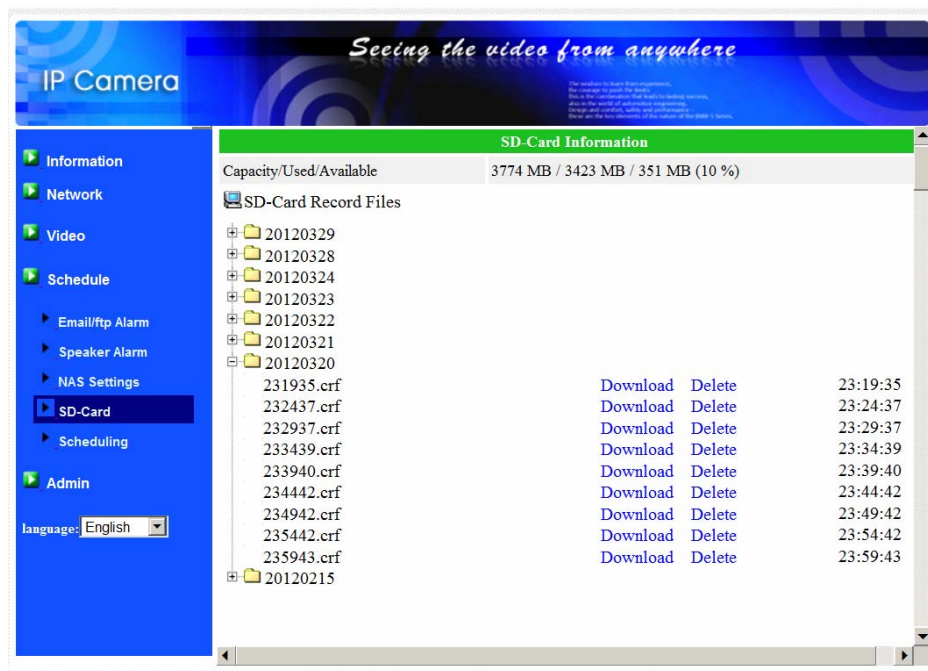 Seeing the video from anywhere
IP Camera
Information
Network
Video
Schedule
Email/ftp Alarm
Speaker Alarm
NAS Settings
SD-Card
Scheduling
Admin
language: English
SD-Card Information
Capacity/Used/Available 3774 MB / 3423 MB / 351 MB (10 %)
SD-Card Record Files
20120329
20120328
20120324
20120323
20120322
20120321
20120320
231935.crf Download Delete 23:19:35
232437.crf Download Delete 23:24:37
232937.crf Download Delete 23:29:37
233439.crf Download Delete 23:34:39
233940.crf Download Delete 23:39:40
234442.crf Download Delete 23:44:42
234942.crf Download Delete 23:49:42
235442.crf Download Delete 23:54:42
235943.crf Download Delete 23:59:43
20120215